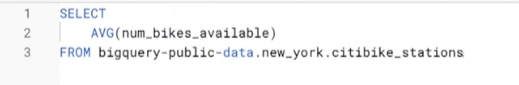 1 SELECT
2 AVG(num_bikes_available)
3 FROM bigquery-public-data.new_york.citibike_stations